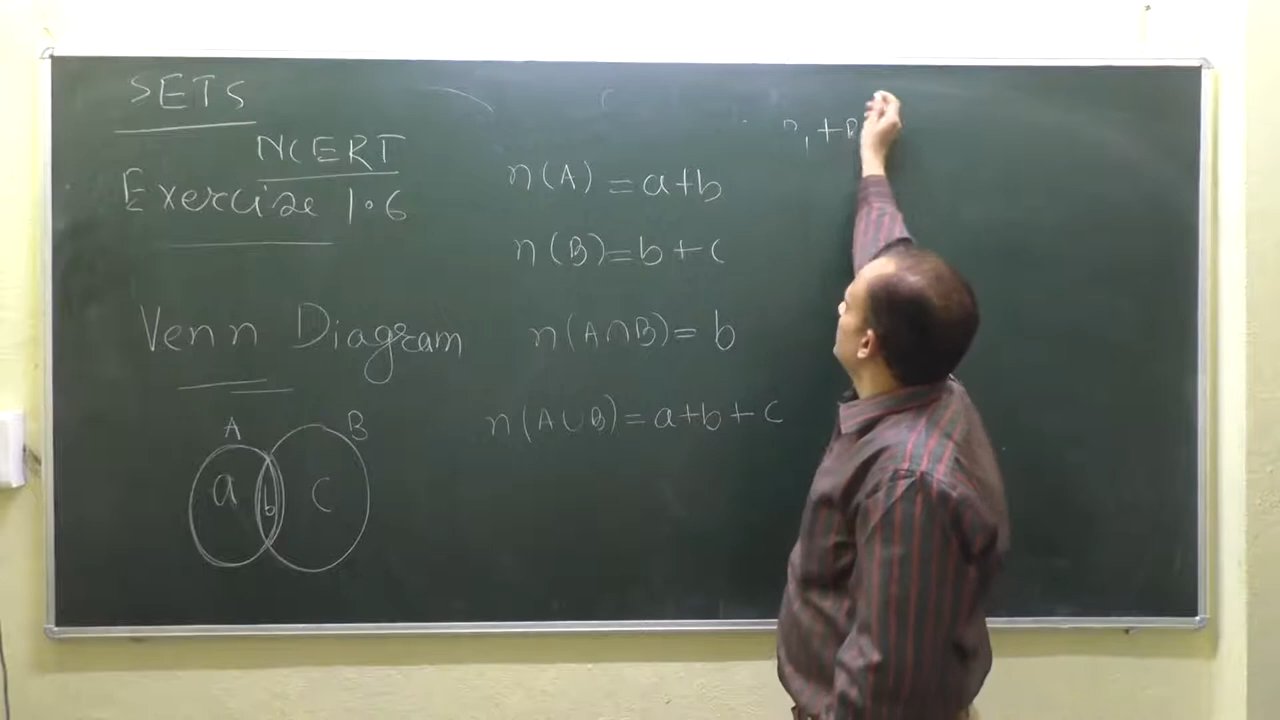 SETS
NCERT
Exercise 1.6
Venn Diagram
A B
a b c
n(A) = a+b
n(B) = b+c
n(A∩B) = b
n(A∪B) = a+b+c